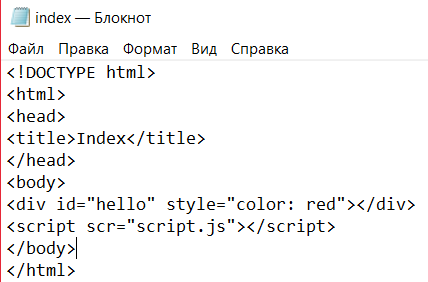 index — Блокнот
Файл Правка Формат Вид Справка
<!DOCTYPE html>
<html>
<head>
<title>Index</title>
</head>
<body>
<div id="hello" style="color: red"></div>
<script scr="script.js"></script>
</body>
</html>